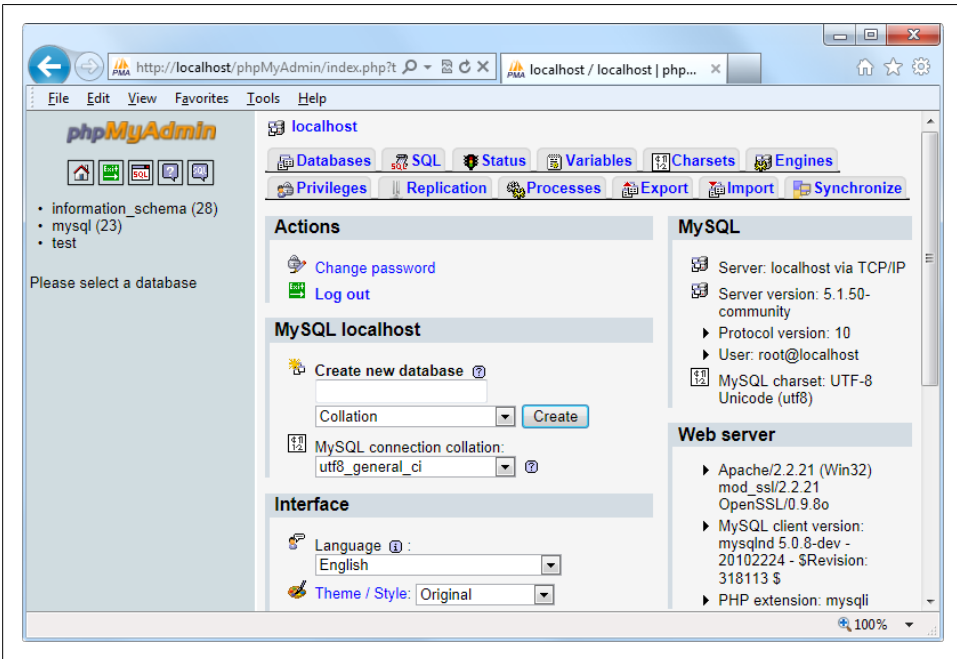 http://localhost/phpMyAdmin/index.php?t
localhost / localhost | php...
File Edit View Favorites Tools Help
phpMyAdmin
information_schema (28)
mysql (23)
test
Please select a database
localhost
Databases SQL Status Variables Charsets Engines
Privileges Replication Processes Export Import Synchronize
Actions
Change password
Log out
MySQL localhost
Create new database
Collation
Create
MySQL connection collation:
utf8_general_ci
Interface
Language :
English
Theme / Style: Original
MySQL
Server: localhost via TCP/IP
Server version: 5.1.50-
community
Protocol version: 10
User: root@localhost
MySQL charset: UTF-8
Unicode (utf8)
Web server
Apache/2.2.21 (Win32)
mod_ssl/2.2.21
OpenSSL/0.9.8o
MySQL client version:
mysqlnd 5.0.8-dev -
20102224 - $Revision:
318113 $
PHP extension: mysqli
100%